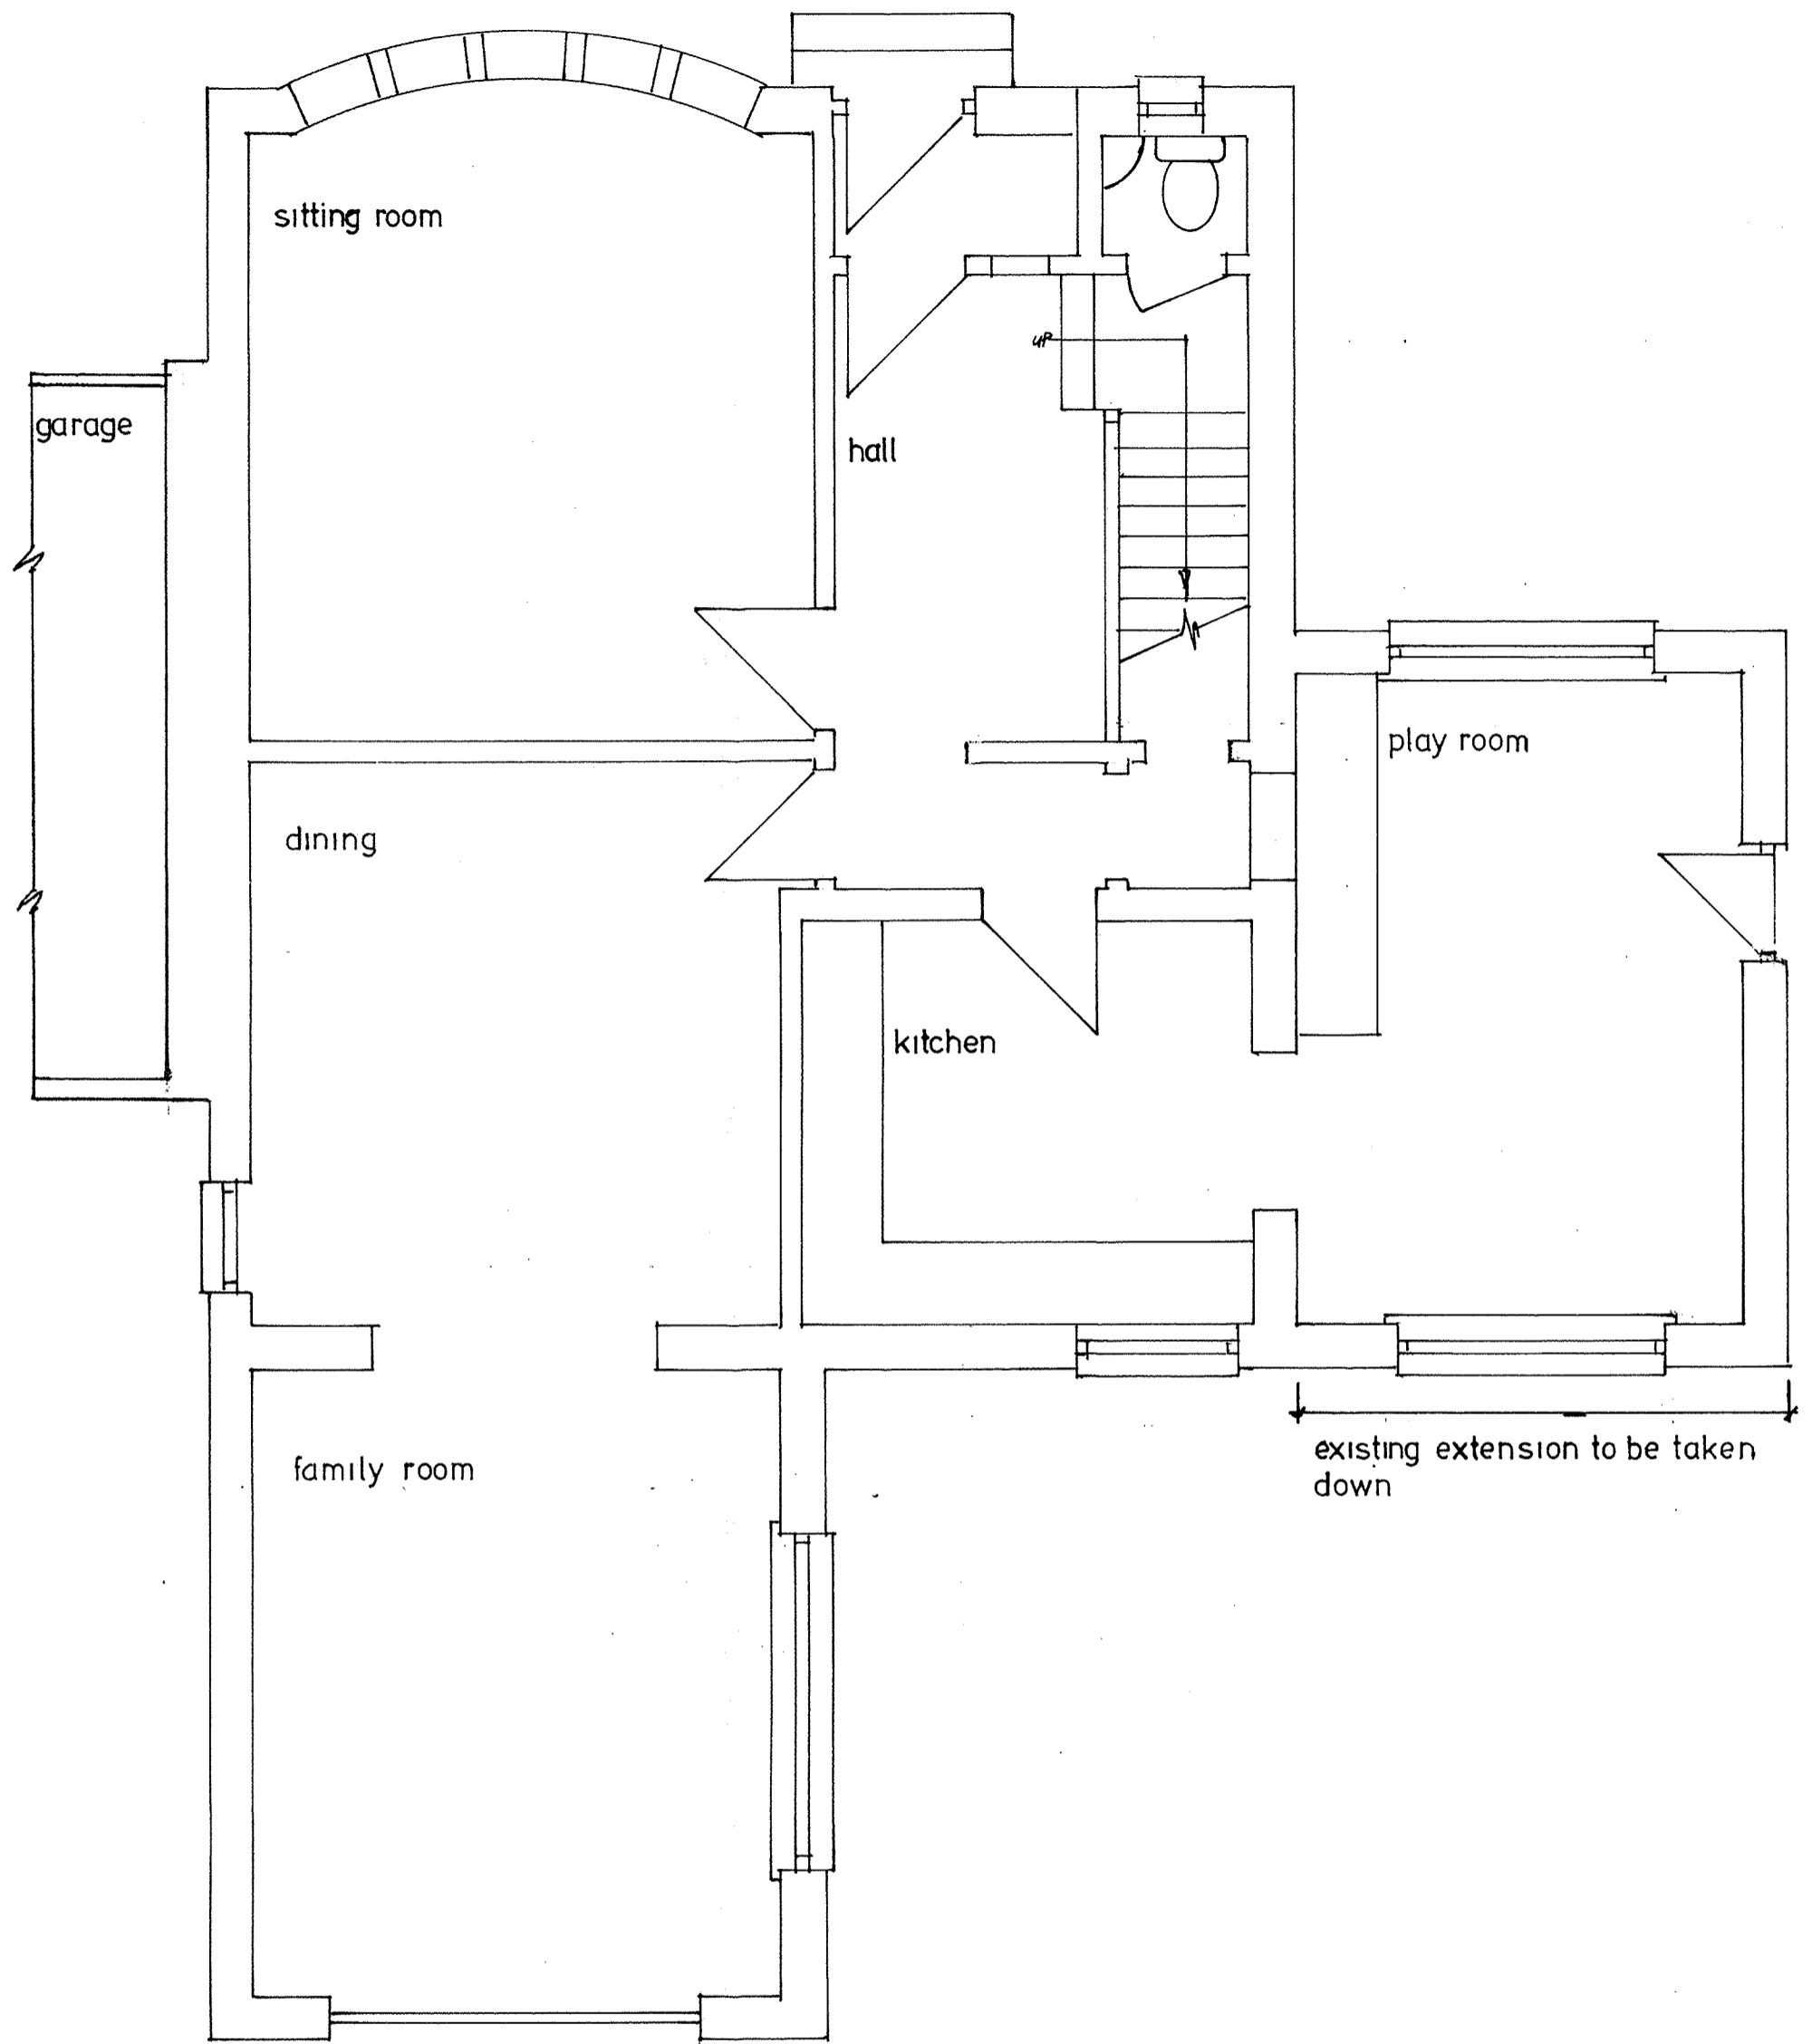 sitting room
garage
hall
up
play room
dining
kitchen
family room
existing extension to be taken
down